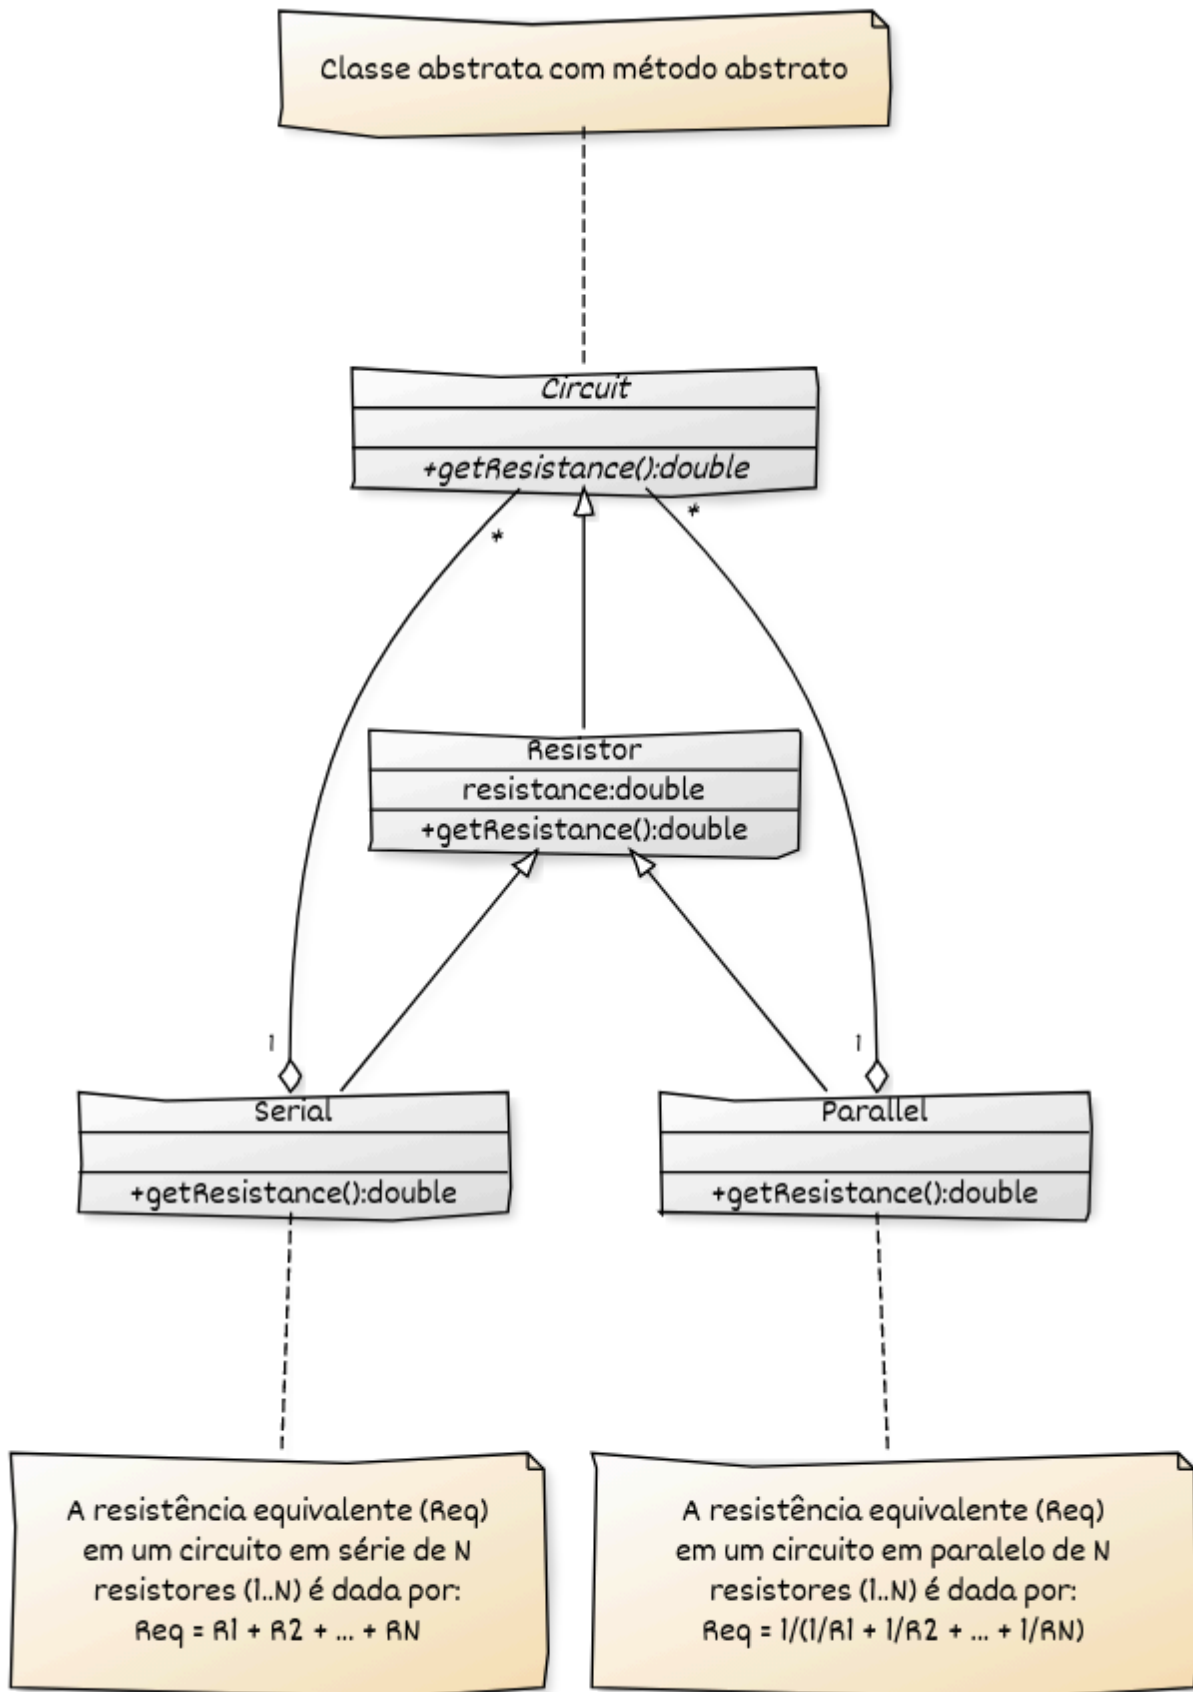 Classe abstrata com método abstrato
Circuit
+getResistance():double
*
*
Resistor
resistance:double
+getResistance():double
1
1
Serial
+getResistance():double
Parallel
+getResistance():double
A resistência equivalente (Req)
em um circuito em série de N
resistores (1..N) é dada por:
Req = R1 + R2 + ... + RN
A resistência equivalente (Req)
em um circuito em paralelo de N
resistores (1..N) é dada por:
Req = 1/(1/R1 + 1/R2 + ... + 1/RN)